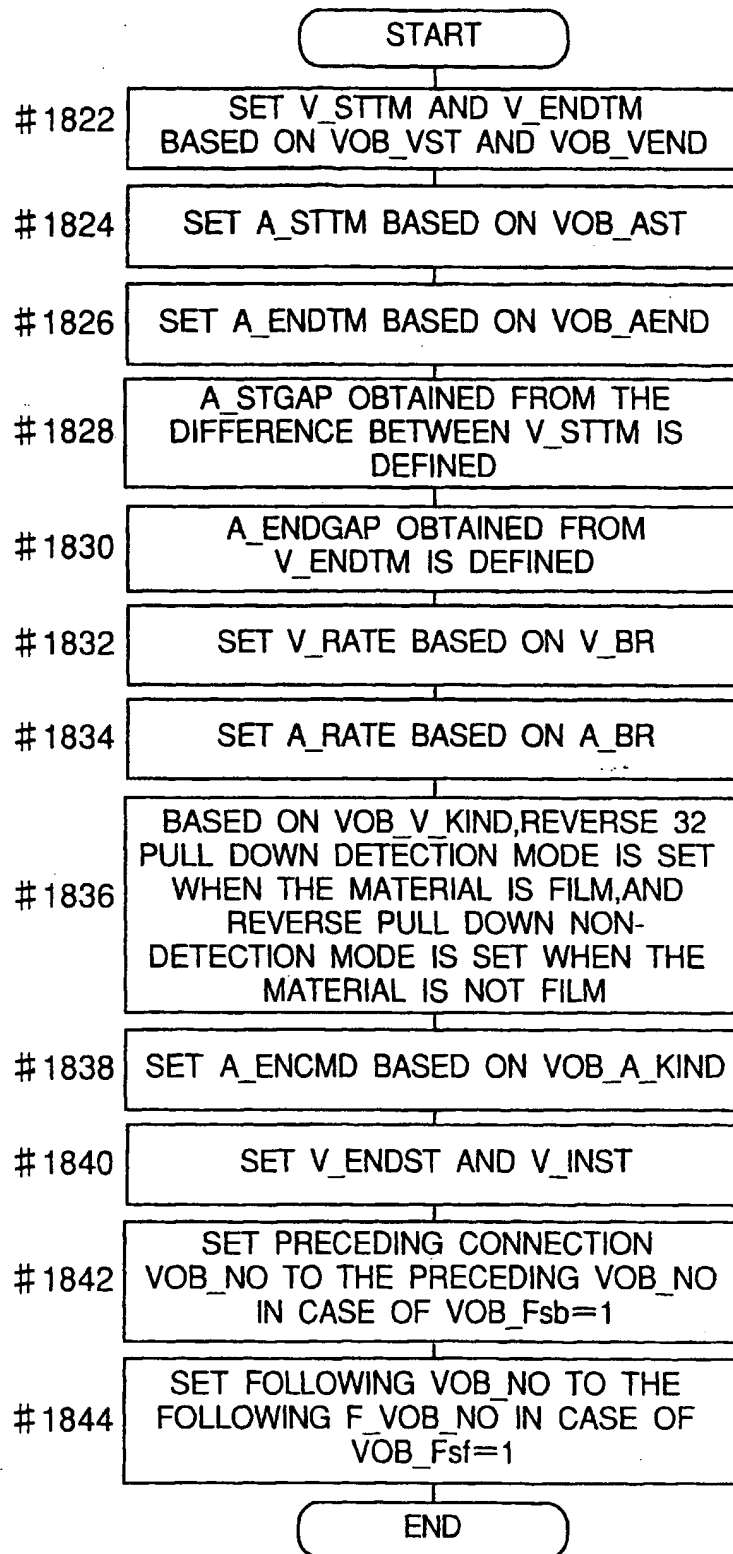 START
#1822
SET V_STTM AND V_ENDTM
BASED ON VOB_VST AND VOB_VEND
#1824
SET A_STTM BASED ON VOB_AST
#1826
SET A_ENDTM BASED ON VOB_AEND
#1828
A_STGAP OBTAINED FROM THE
DIFFERENCE BETWEEN V_STTM IS
DEFINED
#1830
A_ENDGAP OBTAINED FROM
V_ENDTM IS DEFINED
#1832
SET V_RATE BASED ON V_BR
#1834
SET A_RATE BASED ON A_BR
#1836
BASED ON VOB_V_KIND,REVERSE 32
PULL DOWN DETECTION MODE IS SET
WHEN THE MATERIAL IS FILM,AND
REVERSE PULL DOWN NON-
DETECTION MODE IS SET WHEN THE
MATERIAL IS NOT FILM
#1838
SET A_ENCMD BASED ON VOB_A_KIND
#1840
SET V_ENDST AND V_INST
#1842
SET PRECEDING CONNECTION
VOB_NO TO THE PRECEDING VOB_NO
IN CASE OF VOB_Fsb=1
#1844
SET FOLLOWING VOB_NO TO THE
FOLLOWING F_VOB_NO IN CASE OF
VOB_Fsf=1
END